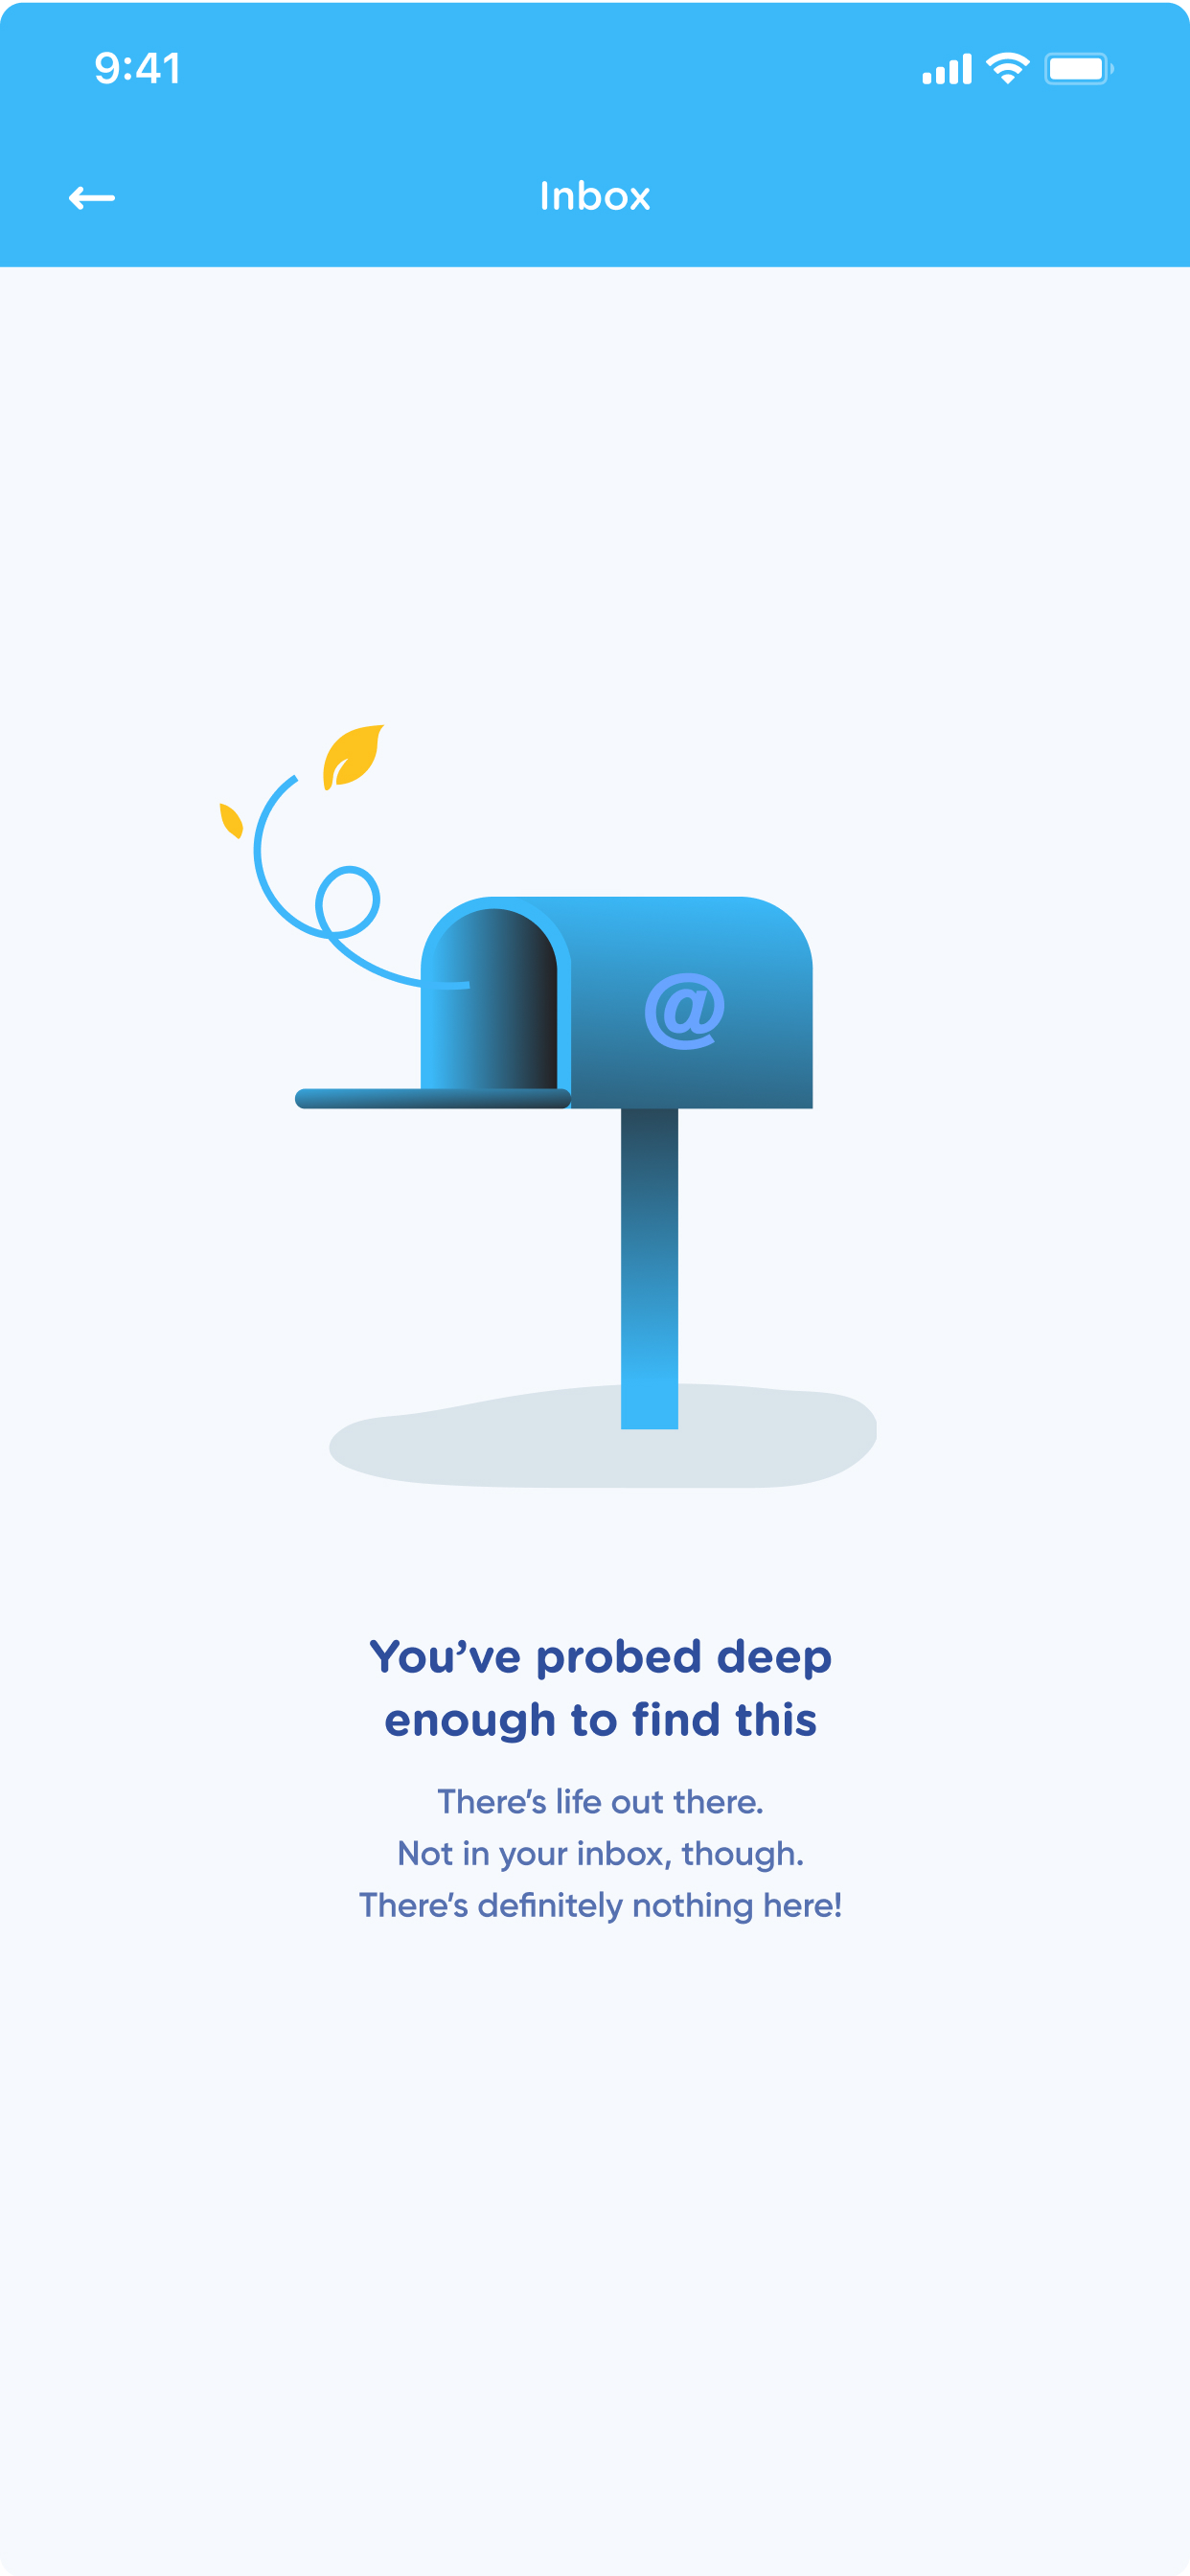 9:41
Inbox
@
You’ve probed deep
enough to find this
There’s life out there.
Not in your inbox, though.
There’s definitely nothing here!